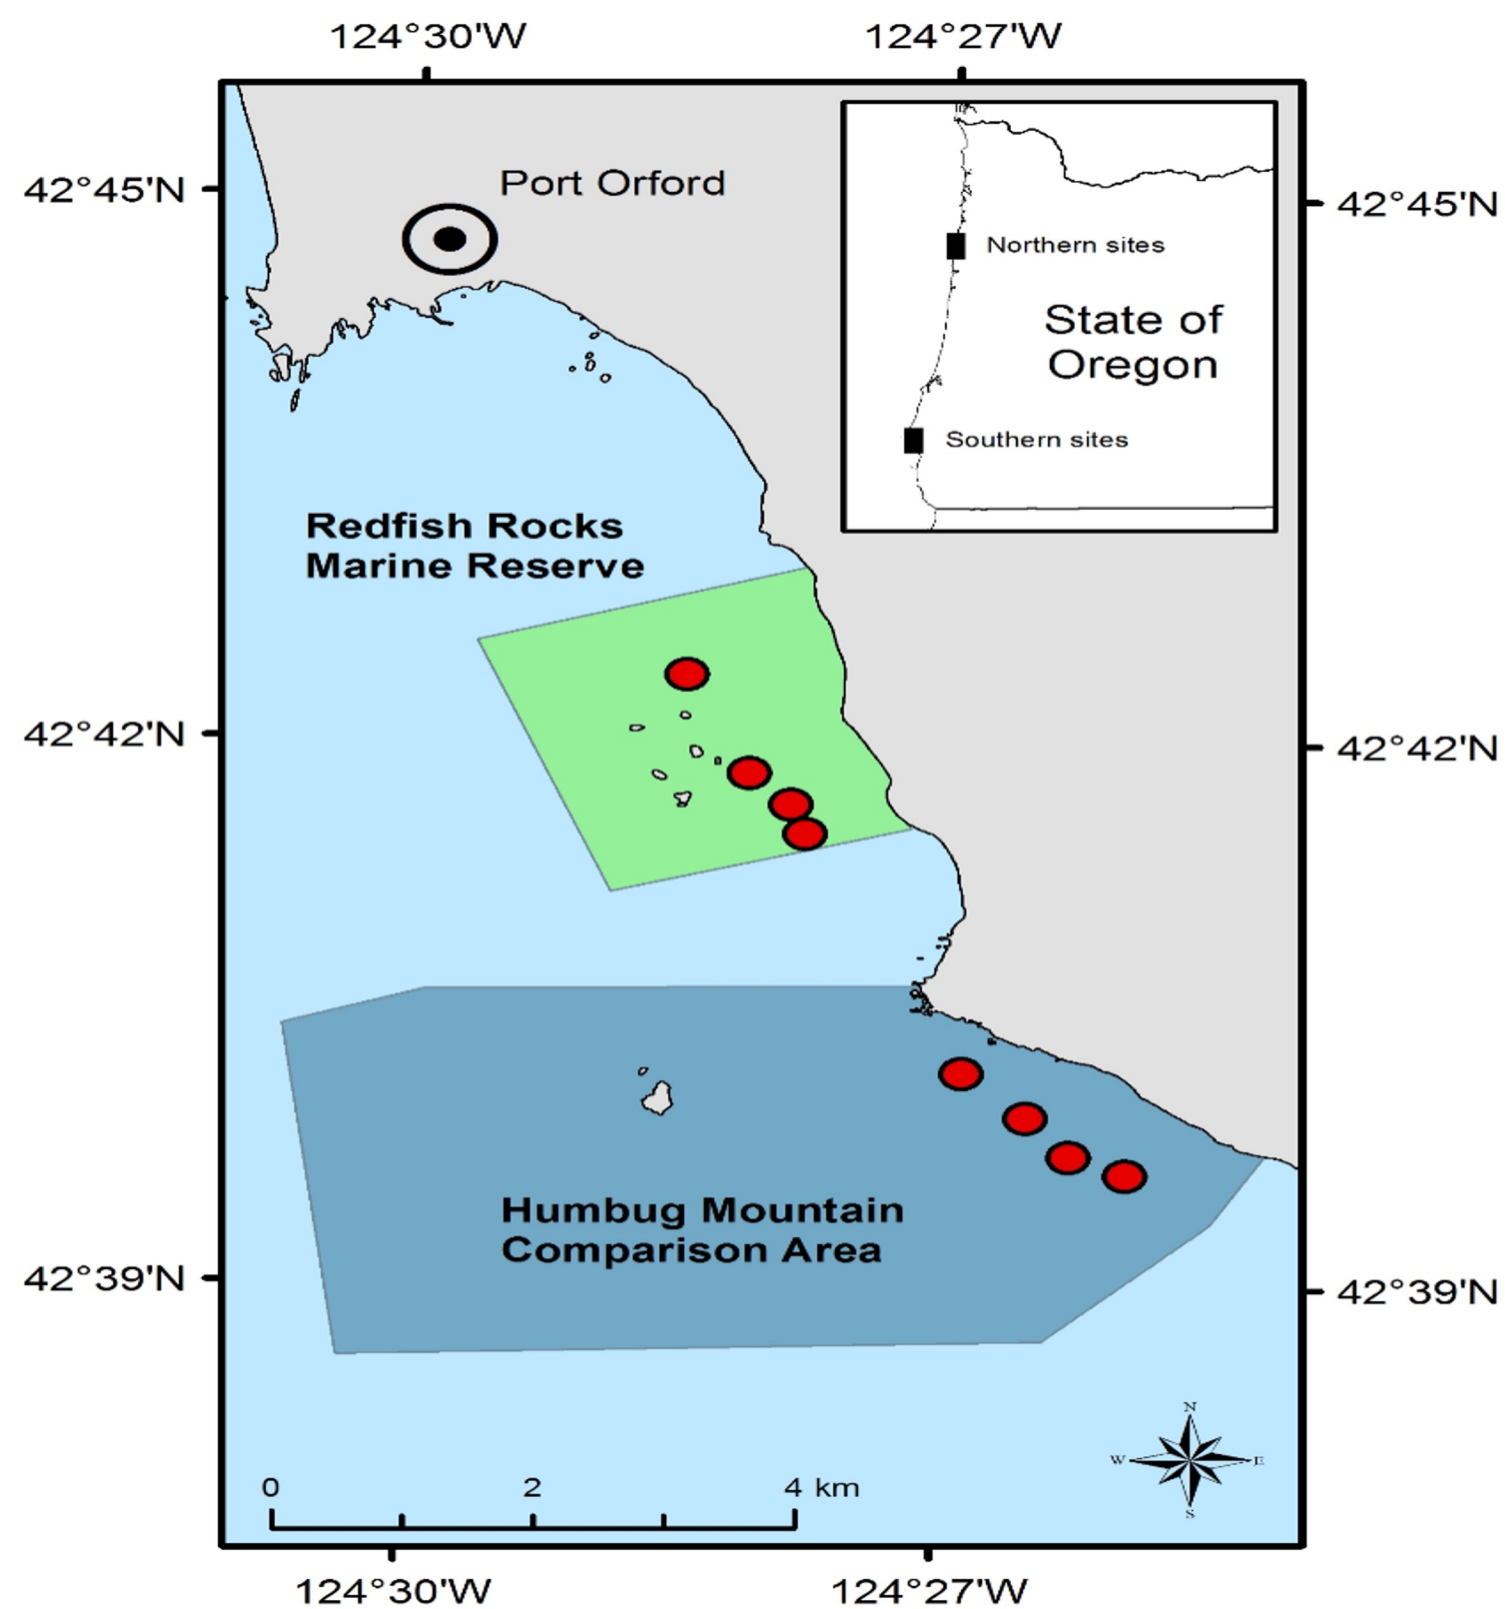 124°30'W
124°27'W
42°45'N
Port Orford
42°45'N
Northern sites
State of
Oregon
Southern sites
Redfish Rocks
Marine Reserve
42°42'N
42°42'N
Humbug Mountain
Comparison Area
42°39'N
42°39'N
N
W E
S
0 2 4 km
124°30'W
124°27'W